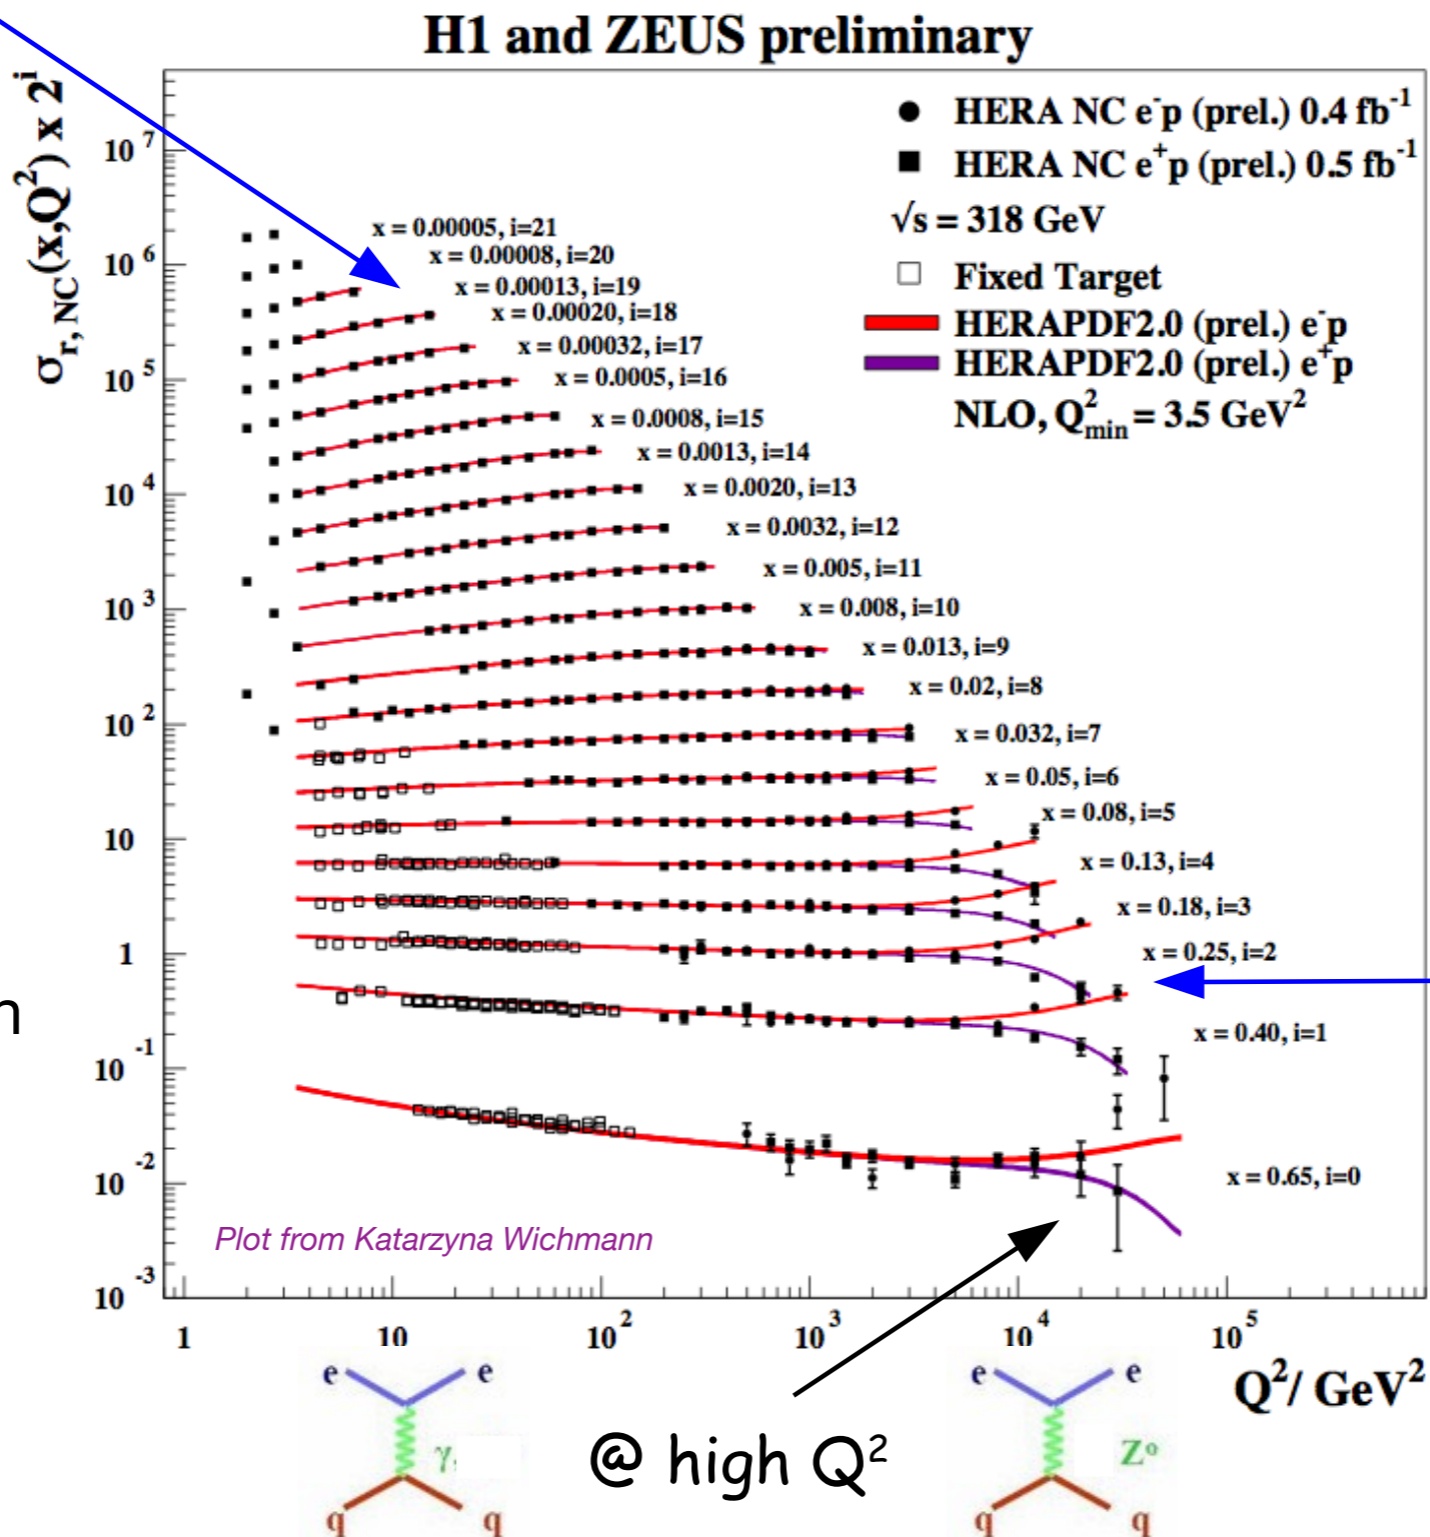 H1 and ZEUS preliminary
σr, NC(x,Q²) x 2ⁱ
10⁷
10⁶
10⁵
10⁴
10³
10²
10
1
10⁻¹
10⁻²
10⁻³
● HERA NC e⁻p (prel.) 0.4 fb⁻¹
■ HERA NC e⁺p (prel.) 0.5 fb⁻¹
√s = 318 GeV
□ Fixed Target
HERAPDF2.0 (prel.) e⁻p
HERAPDF2.0 (prel.) e⁺p
NLO, Q²min = 3.5 GeV²
x = 0.00005, i=21
x = 0.00008, i=20
x = 0.00013, i=19
x = 0.00020, i=18
x = 0.00032, i=17
x = 0.0005, i=16
x = 0.0008, i=15
x = 0.0013, i=14
x = 0.0020, i=13
x = 0.0032, i=12
x = 0.005, i=11
x = 0.008, i=10
x = 0.013, i=9
x = 0.02, i=8
x = 0.032, i=7
x = 0.05, i=6
x = 0.08, i=5
x = 0.13, i=4
x = 0.18, i=3
x = 0.25, i=2
x = 0.40, i=1
x = 0.65, i=0
n
Plot from Katarzyna Wichmann
1 10 10² 10³ 10⁴ 10⁵
Q²/ GeV²
e e
γ
q q
@ high Q²
e e
Z⁰
q q